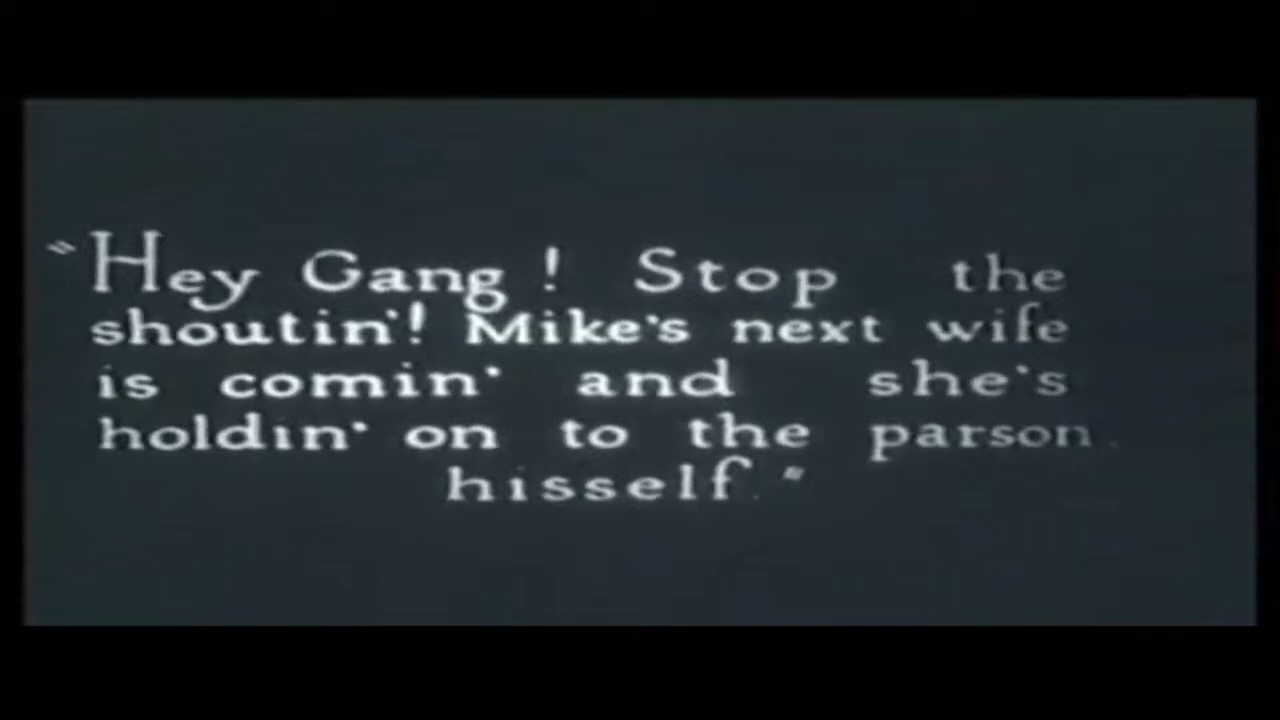 "Hey Gang! Stop the
shoutin'! Mike's next wife
is comin' and she's
holdin' on to the parson
hisself."